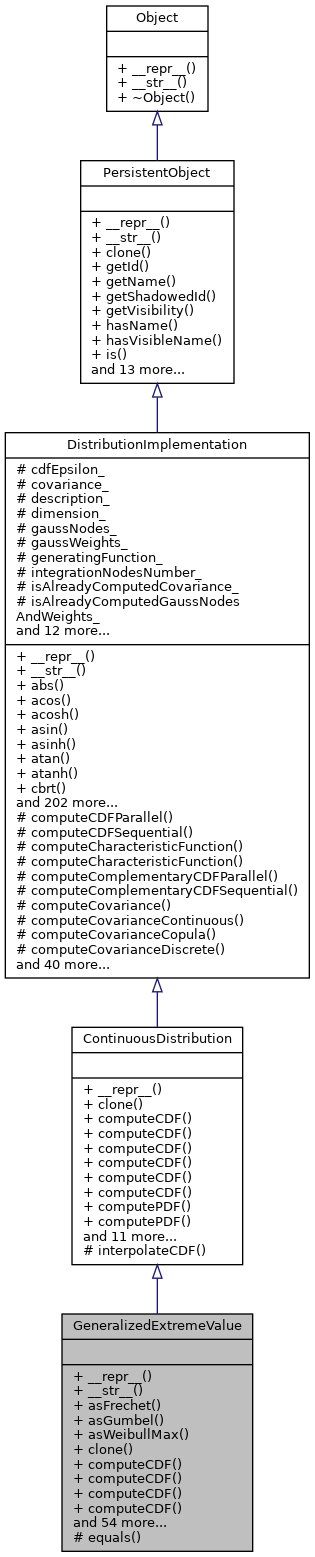 Object
+ __repr__()
+ __str__()
+ ~Object()
PersistentObject
+ __repr__()
+ __str__()
+ clone()
+ getId()
+ getName()
+ getShadowedId()
+ getVisibility()
+ hasName()
+ hasVisibleName()
+ is()
and 13 more...
DistributionImplementation
# cdfEpsilon_
# covariance_
# description_
# dimension_
# gaussNodes_
# gaussWeights_
# generatingFunction_
# integrationNodesNumber_
# isAlreadyComputedCovariance_
# isAlreadyComputedGaussNodes
AndWeights_
and 12 more...
+ __repr__()
+ __str__()
+ abs()
+ acos()
+ acosh()
+ asin()
+ asinh()
+ atan()
+ atanh()
+ cbrt()
and 202 more...
# computeCDFParallel()
# computeCDFSequential()
# computeCharacteristicFunction()
# computeCharacteristicFunction()
# computeComplementaryCDFParallel()
# computeComplementaryCDFSequential()
# computeCovariance()
# computeCovarianceContinuous()
# computeCovarianceCopula()
# computeCovarianceDiscrete()
and 40 more...
ContinuousDistribution
+ __repr__()
+ clone()
+ computeCDF()
+ computeCDF()
+ computeCDF()
+ computeCDF()
+ computeCDF()
+ computeCDF()
+ computePDF()
+ computePDF()
and 11 more...
# interpolateCDF()
GeneralizedExtremeValue
+ __repr__()
+ __str__()
+ asFrechet()
+ asGumbel()
+ asWeibullMax()
+ clone()
+ computeCDF()
+ computeCDF()
+ computeCDF()
+ computeCDF()
and 54 more...
# equals()